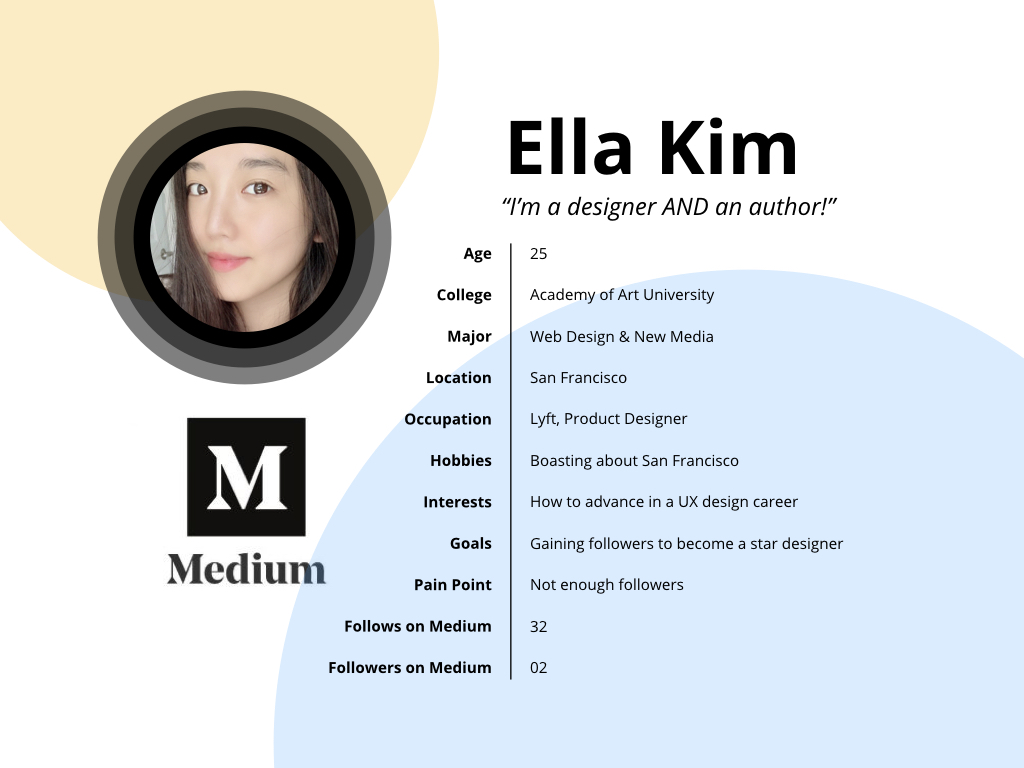 Ella Kim
“I’m a designer AND an author!”
Age 25
College Academy of Art University
Major Web Design & New Media
Location San Francisco
Occupation Lyft, Product Designer
Hobbies Boasting about San Francisco
Interests How to advance in a UX design career
Goals Gaining followers to become a star designer
Pain Point Not enough followers
Follows on Medium 32
Followers on Medium 02
M
Medium